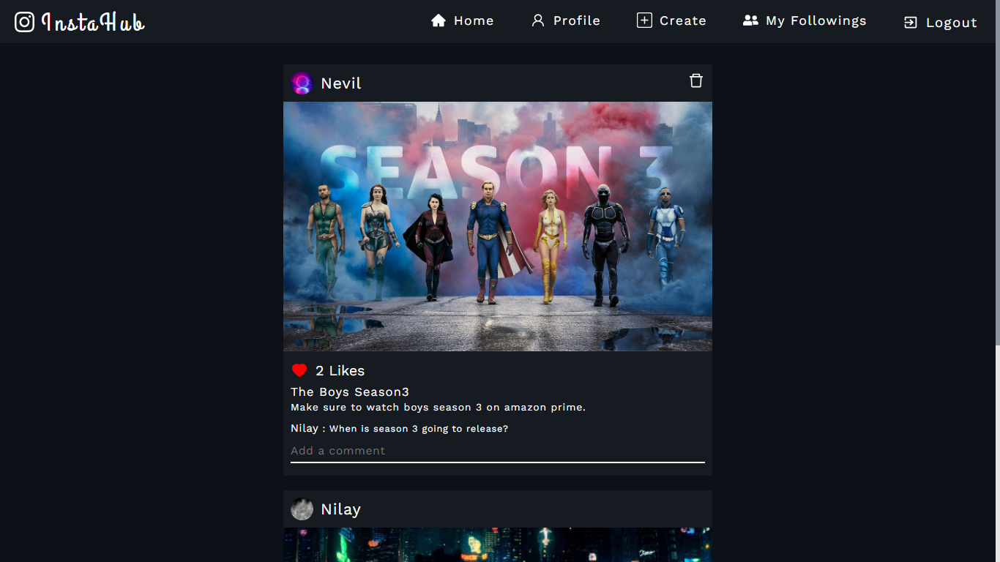 InstaHub Home Profile Create My Followings Logout
Nevil
SEASON 3
2 Likes
The Boys Season3
Make sure to watch boys season 3 on amazon prime.
Nilay : When is season 3 going to release?
Add a comment
Nilay